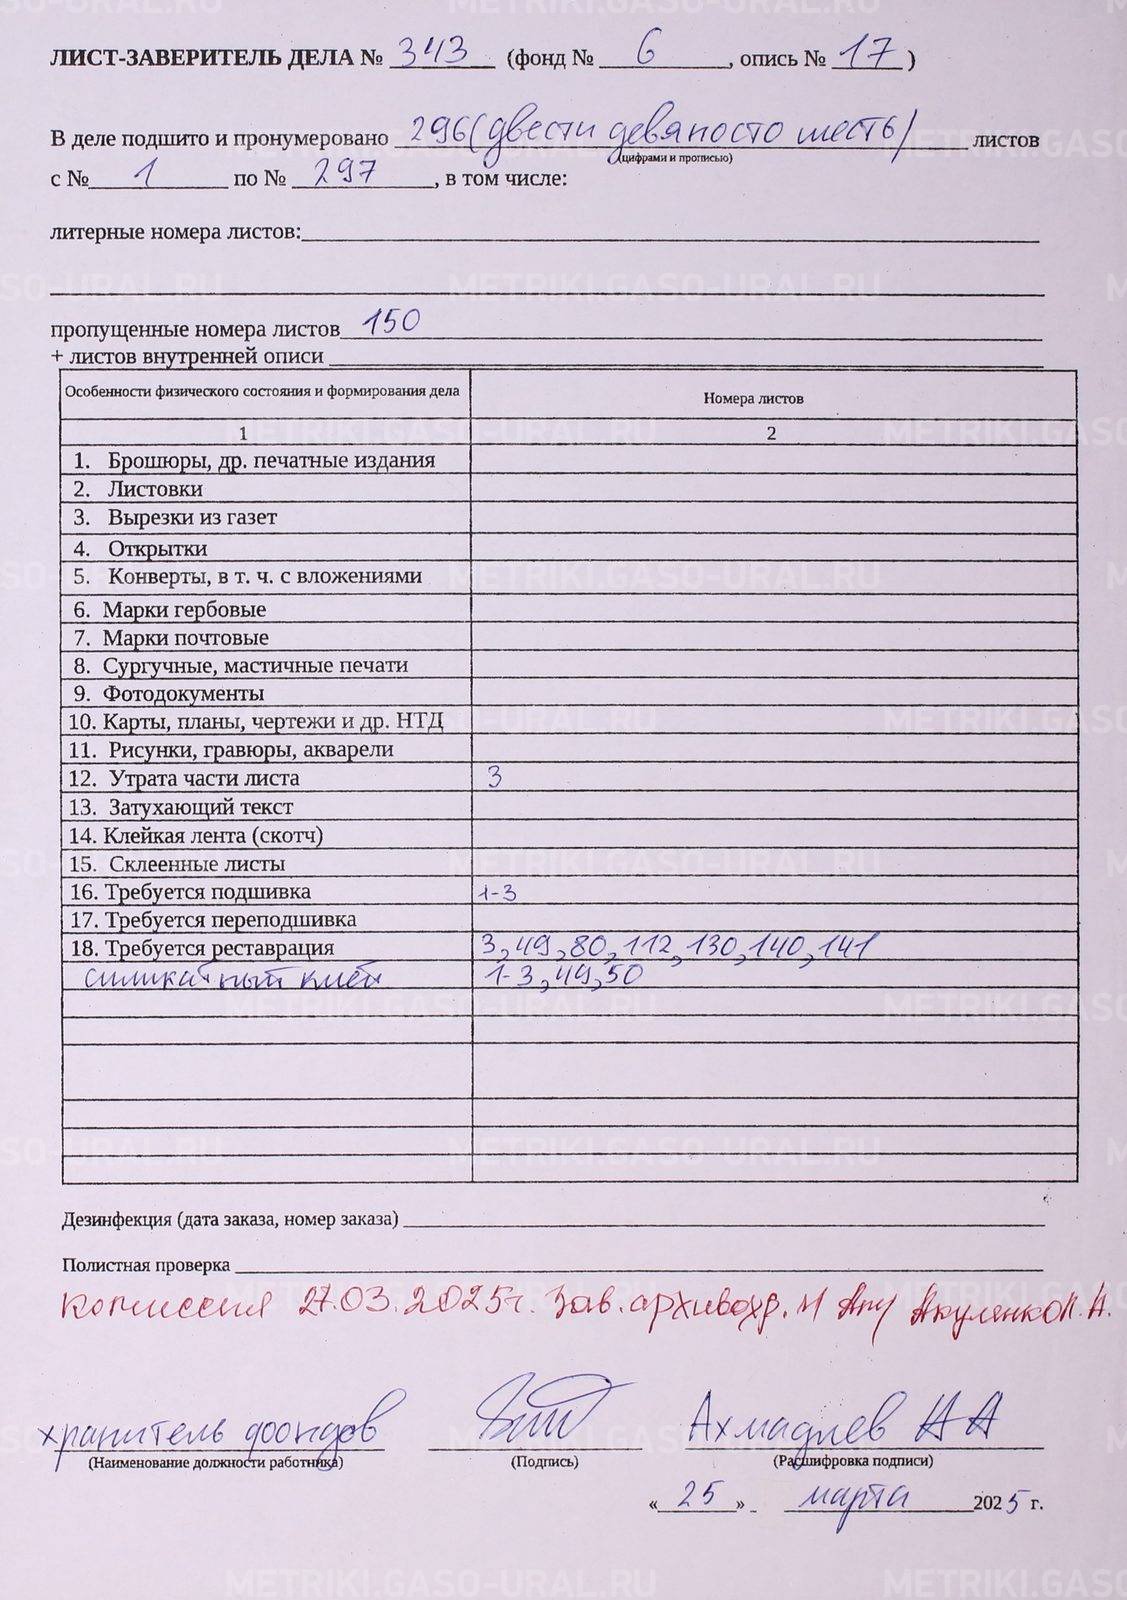 ЛИСТ-ЗАВЕРИТЕЛЬ ДЕЛА № 343 (фонд № 6, опись № 17)
В деле подшито и пронумеровано 296 (двести девяносто шесть) листов
(цифрами и прописью)
с № 1 по № 297, в том числе:
литерные номера листов:
пропущенные номера листов 150
+ листов внутренней описи
Особенности физического состояния и формирования дела Номера листов
1 2
1. Брошюры, др. печатные издания
2. Листовки
3. Вырезки из газет
4. Открытки
5. Конверты, в т. ч. с вложениями
6. Марки гербовые
7. Марки почтовые
8. Сургучные, мастичные печати
9. Фотодокументы
10. Карты, планы, чертежи и др. НТД
11. Рисунки, гравюры, акварели
12. Утрата части листа 3
13. Затухающий текст
14. Клейкая лента (скотч)
15. Склеенные листы
16. Требуется подшивка 1-3
17. Требуется переподшивка
18. Требуется реставрация 3, 49, 80, 112, 130, 140, 141
силикатный клей 1-3, 49, 50
Дезинфекция (дата заказа, номер заказа)
Полистная проверка
комиссия 27.03.2025г. Зав. архивохр. Акуленко А.
хранитель фондов Ахмадиев
(Наименование должности работника) (Подпись) (Расшифровка подписи)
« 25 » марта 2025 г.
METRIKI.GASO-URAL.RU